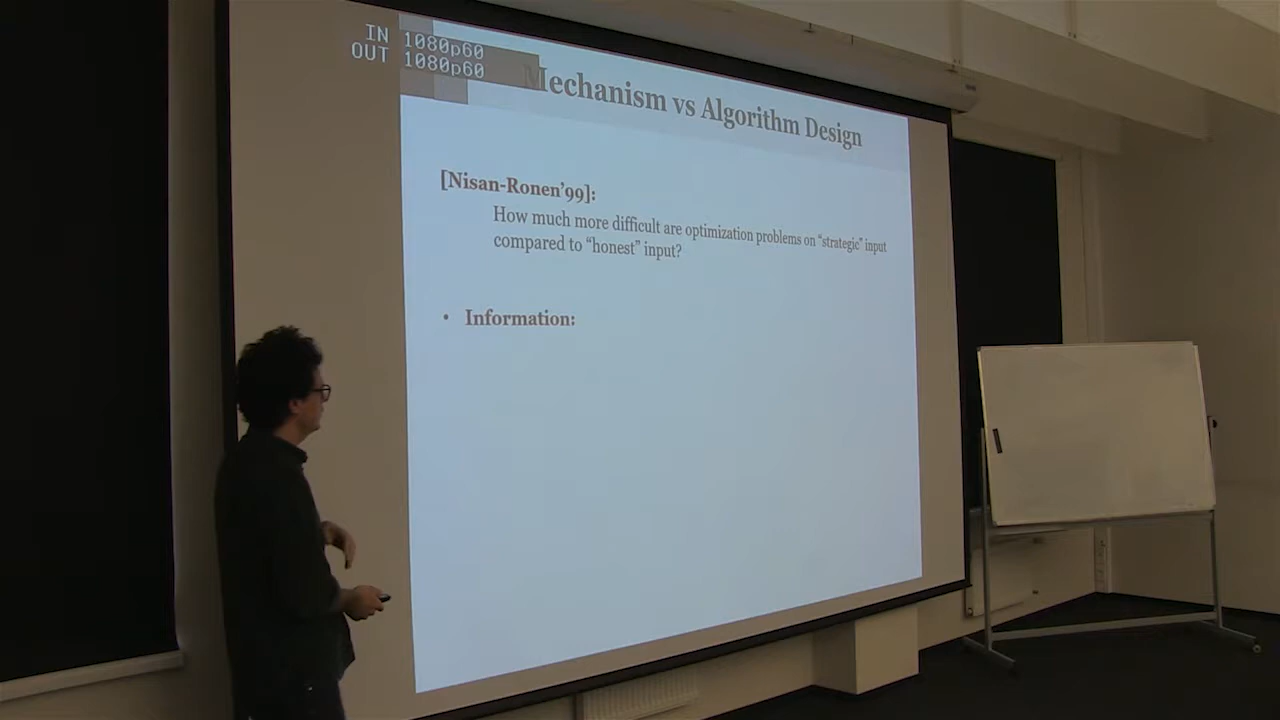 IN 1080p60
OUT 1080p60
Mechanism vs Algorithm Design
[Nisan-Ronen’99]:
How much more difficult are optimization problems on “strategic” input
compared to “honest” input?
• Information: